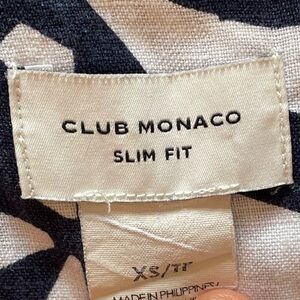 CLUB MONACO
SLIM FIT
XS/TP
MADE IN PHILIPPINES/